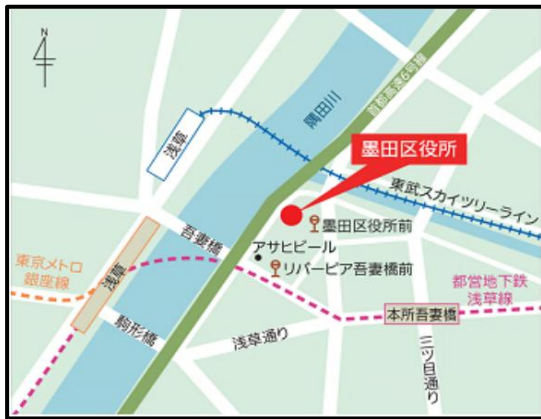 N
首都高速6号線
隅田川
浅草
墨田区役所
東武スカイツリーライン
墨田区役所前
吾妻橋
アサヒビール
リバーピア吾妻橋前
東京メトロ
銀座線
浅草
都営地下鉄
浅草線
本所吾妻橋
駒形橋
浅草通り
三ツ目通り